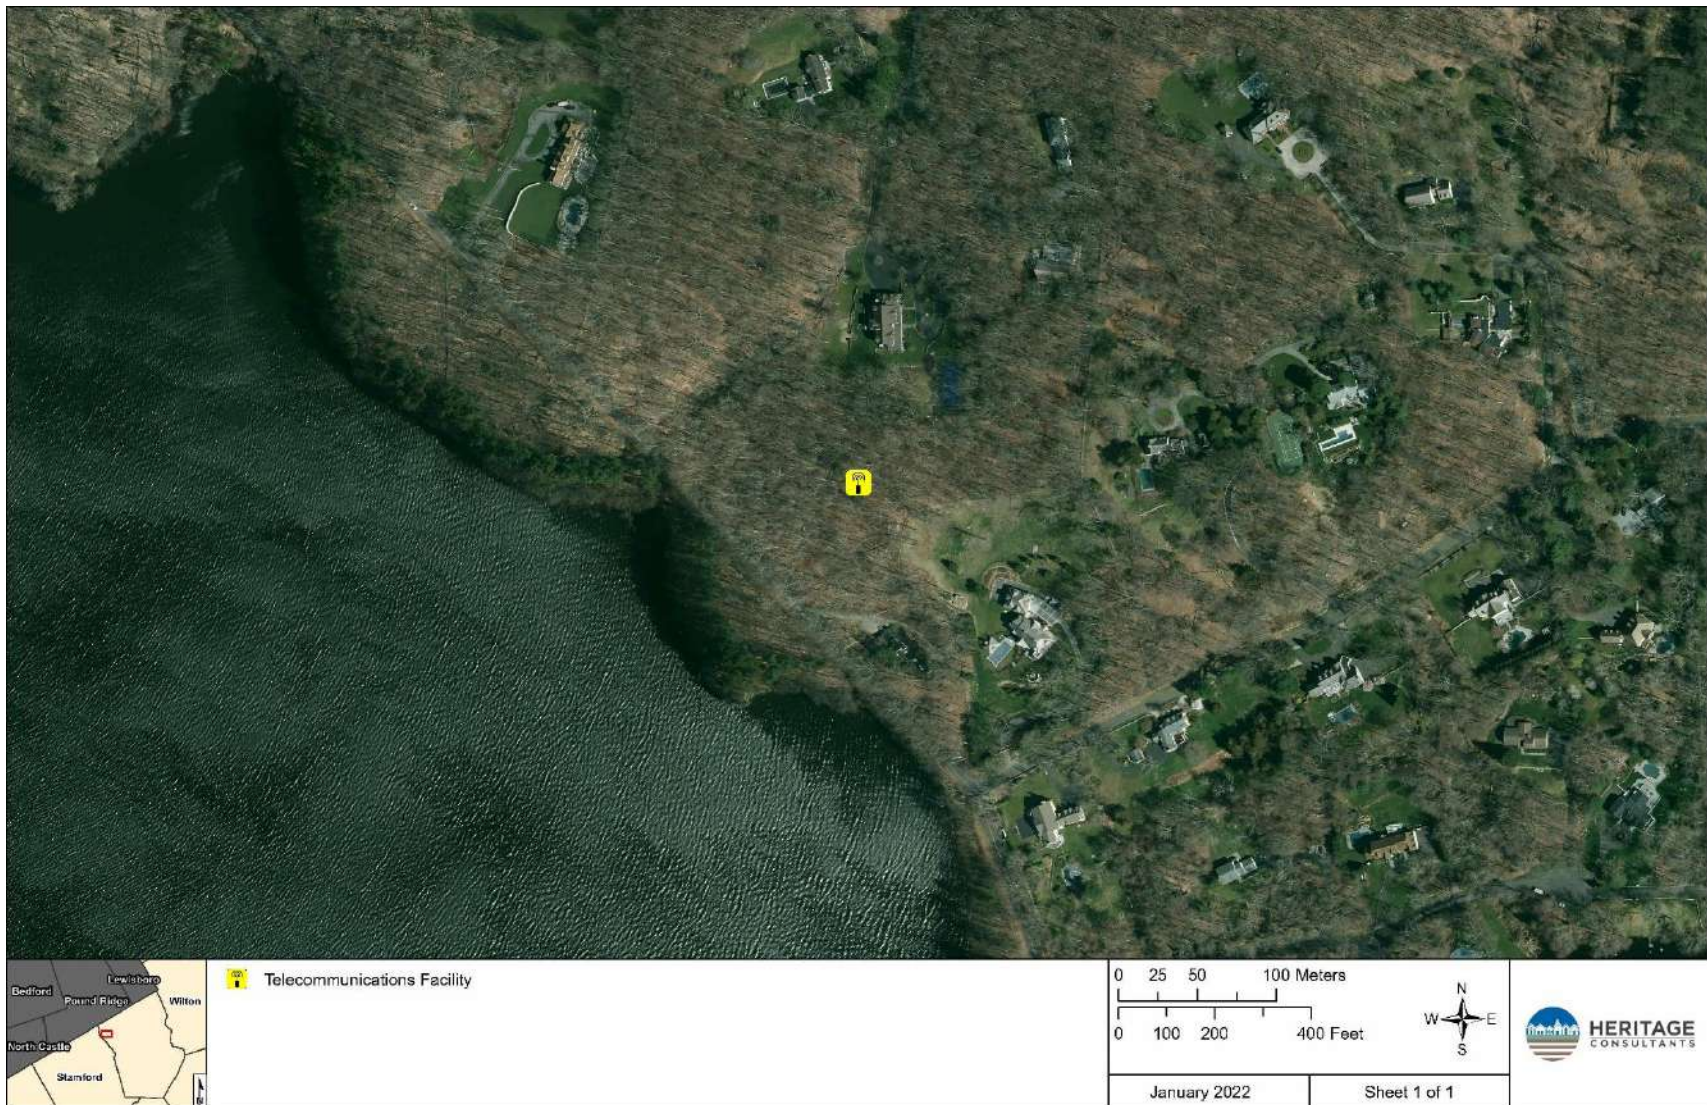 Bedford
Lewisboro
Pound Ridge
Wilton
North Castle
Stamford
N
Telecommunications Facility
0 25 50 100 Meters
0 100 200 400 Feet
N
W E
S
January 2022
Sheet 1 of 1
HERITAGE
CONSULTANTS